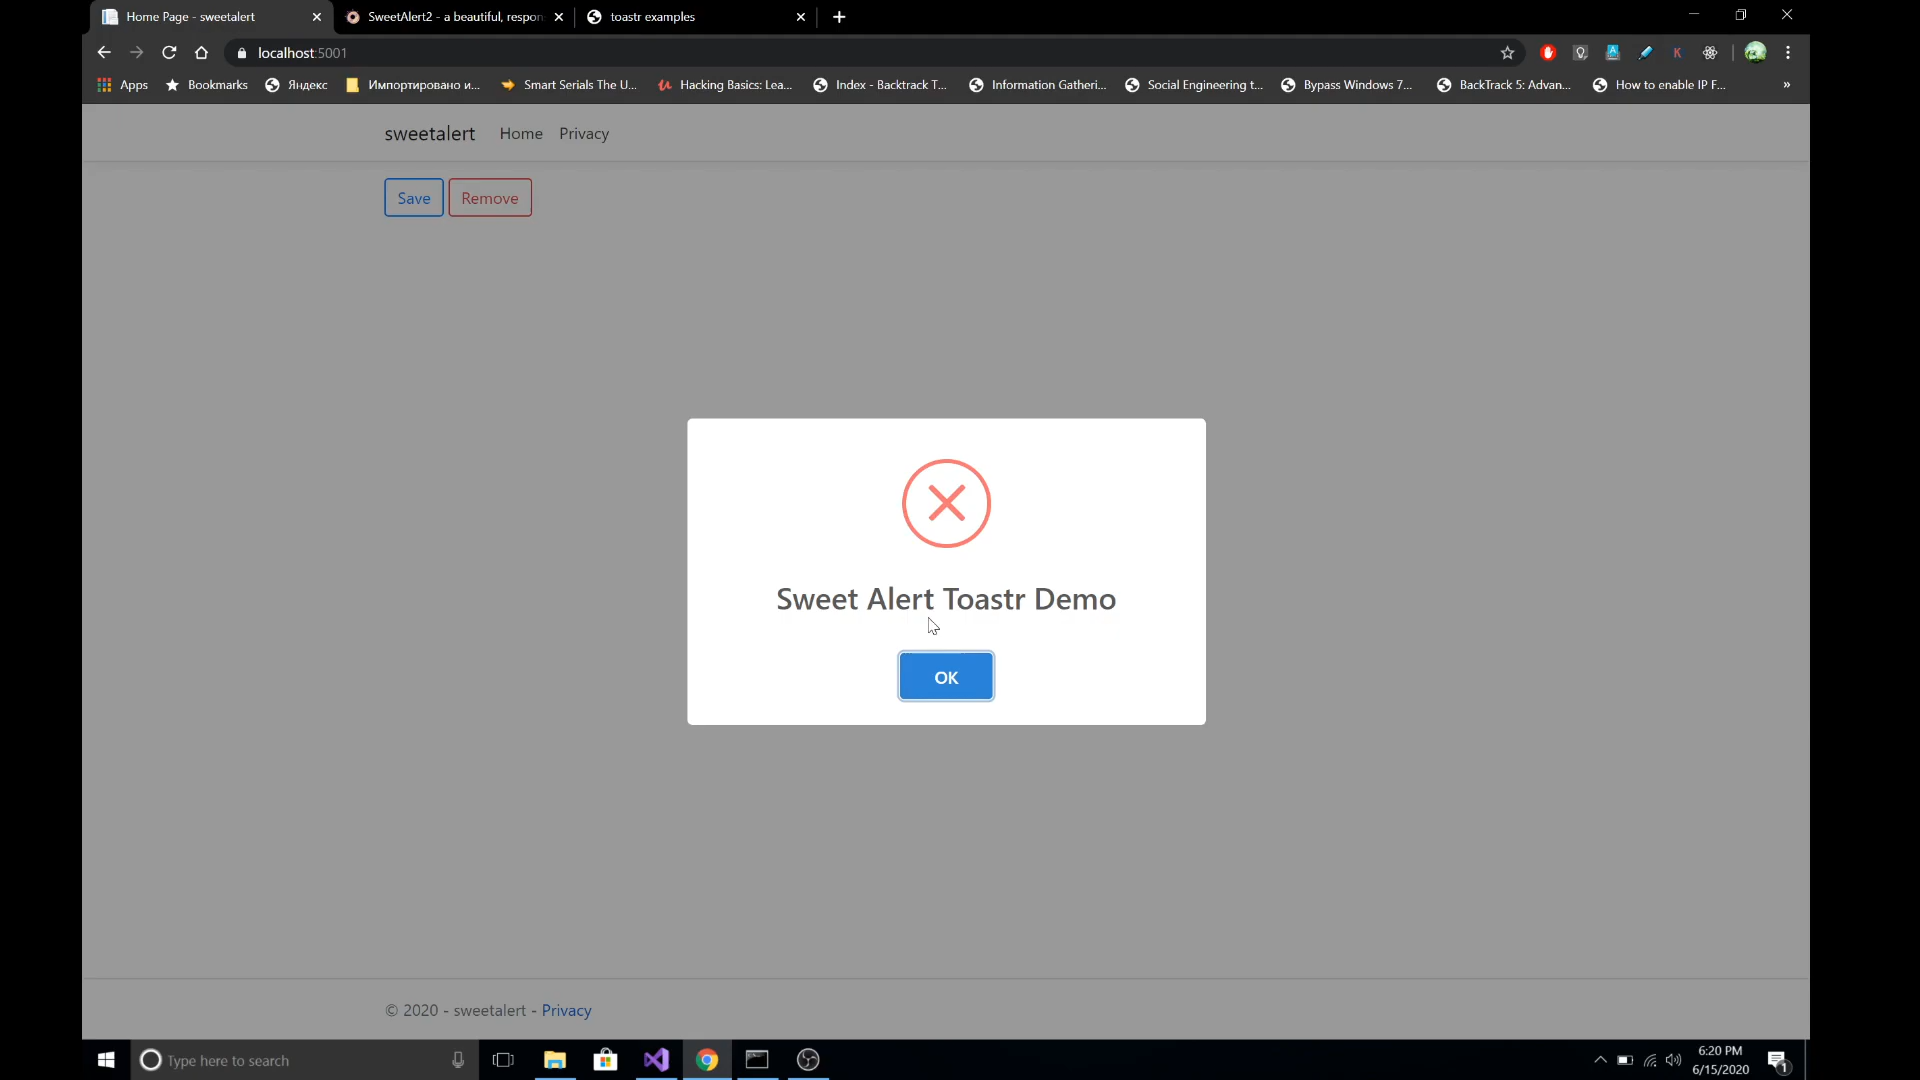 Home Page - sweetalert
SweetAlert2 - a beautiful, respon
toastr examples
localhost:5001
Apps
Bookmarks
Яндекс
Импортировано и...
Smart Serials The U...
Hacking Basics: Lea...
Index - Backtrack T...
Information Gatheri...
Social Engineering t...
Bypass Windows 7...
BackTrack 5: Advan...
How to enable IP F...
»
sweetalert
Home
Privacy
Save
Remove
Sweet Alert Toastr Demo
OK
© 2020 - sweetalert - Privacy
Type here to search
6:20 PM
6/15/2020
1